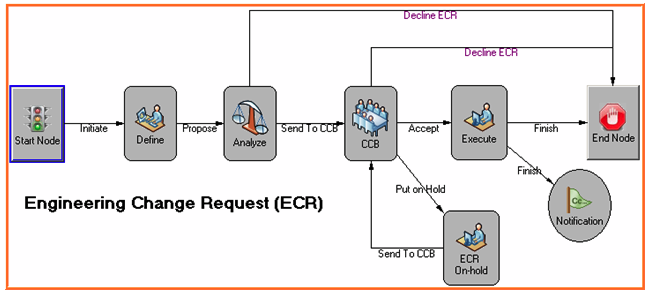 Decline ECR
Decline ECR
Start Node
Initiate
Define
Propose
Analyze
Send To CCB
CCB
Accept
Execute
Finish
End Node
Put on Hold
Finish
Cc:
Notification
Engineering Change Request (ECR)
Send To CCB
ECR
On-hold